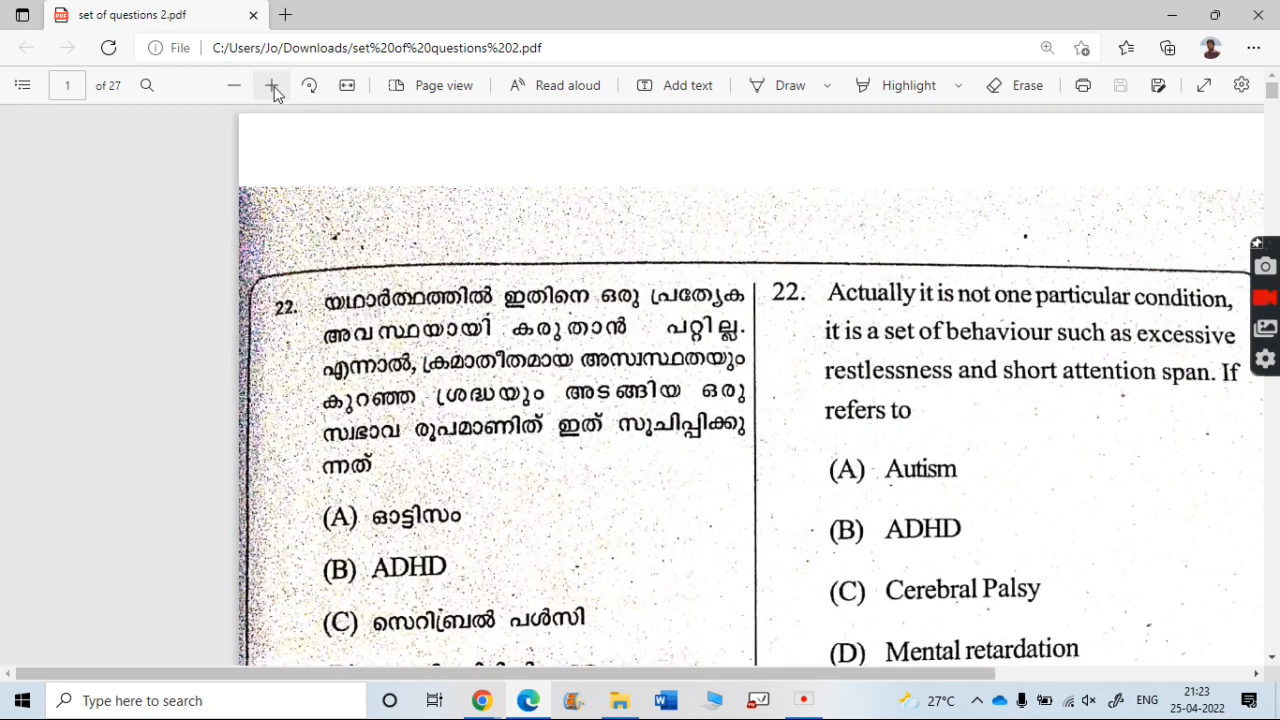 set of questions 2.pdf
File
C:/Users/Jo/Downloads/set%20of%20questions%202.pdf
1 of 27
Page view
Read aloud
Add text
Draw
Highlight
Erase
22. യഥാർത്ഥത്തിൽ ഇതിനെ ഒരു പ്രത്യേക
അവസ്ഥയായി കരുതാൻ പറ്റില്ല.
എന്നാൽ, ക്രമാതീതമായ അസ്വസ്ഥതയും
കുറഞ്ഞ ശ്രദ്ധയും അടങ്ങിയ ഒരു
സ്വഭാവ രൂപമാണിത് ഇത് സൂചിപ്പിക്കു
ന്നത്
(A) ഓട്ടിസം
(B) ADHD
(C) സെറിബ്രൽ പൾസി
22. Actually it is not one particular condition,
it is a set of behaviour such as excessive
restlessness and short attention span. If
refers to
(A) Autism
(B) ADHD
(C) Cerebral Palsy
(D) Mental retardation
Type here to search
27°C
ENG
21:23
25-04-2022